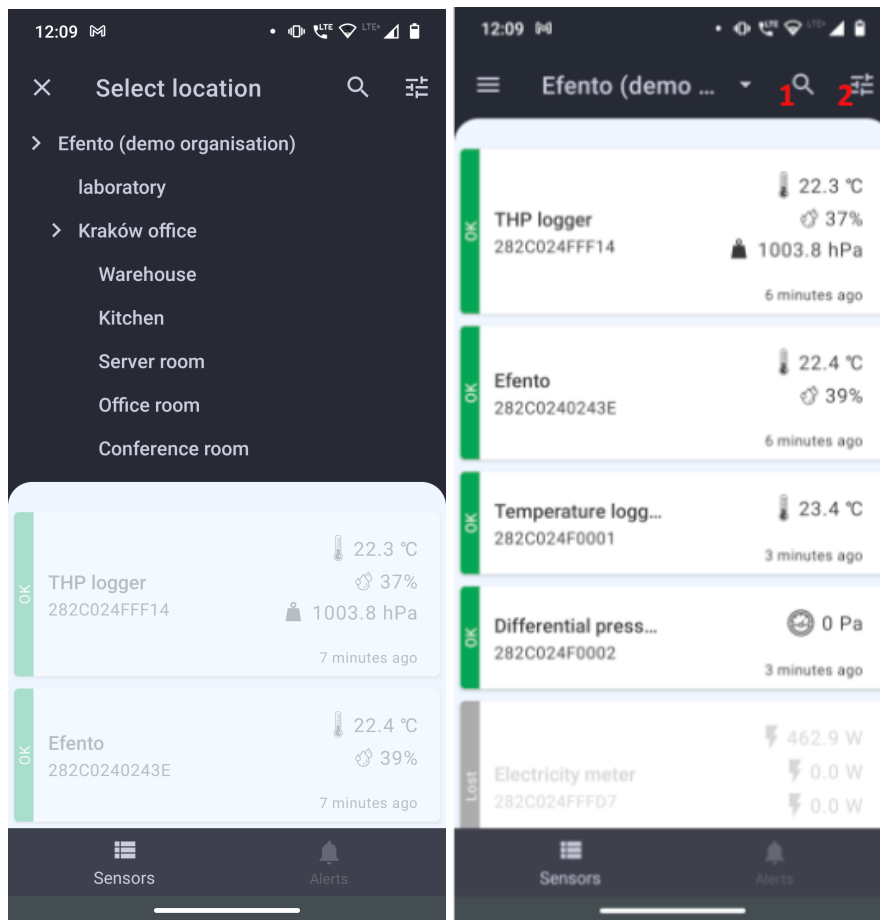 12:09
LTE
LTE+
Select location
Efento (demo organisation)
laboratory
Kraków office
Warehouse
Kitchen
Server room
Office room
Conference room
OK
THP logger
282C024FFF14
22.3 °C
37%
1003.8 hPa
7 minutes ago
OK
Efento
282C0240243E
22.4 °C
39%
7 minutes ago
Sensors
Alerts
12:09
LTE
LTE+
Efento (demo ...
1
2
OK
THP logger
282C024FFF14
22.3 °C
37%
1003.8 hPa
6 minutes ago
OK
Efento
282C0240243E
22.4 °C
39%
6 minutes ago
OK
Temperature logg...
282C024F0001
23.4 °C
3 minutes ago
OK
Differential press...
282C024F0002
0 Pa
3 minutes ago
Lost
Electricity meter
282C024FFFD7
462.9 W
0.0 W
0.0 W
Sensors
Alerts